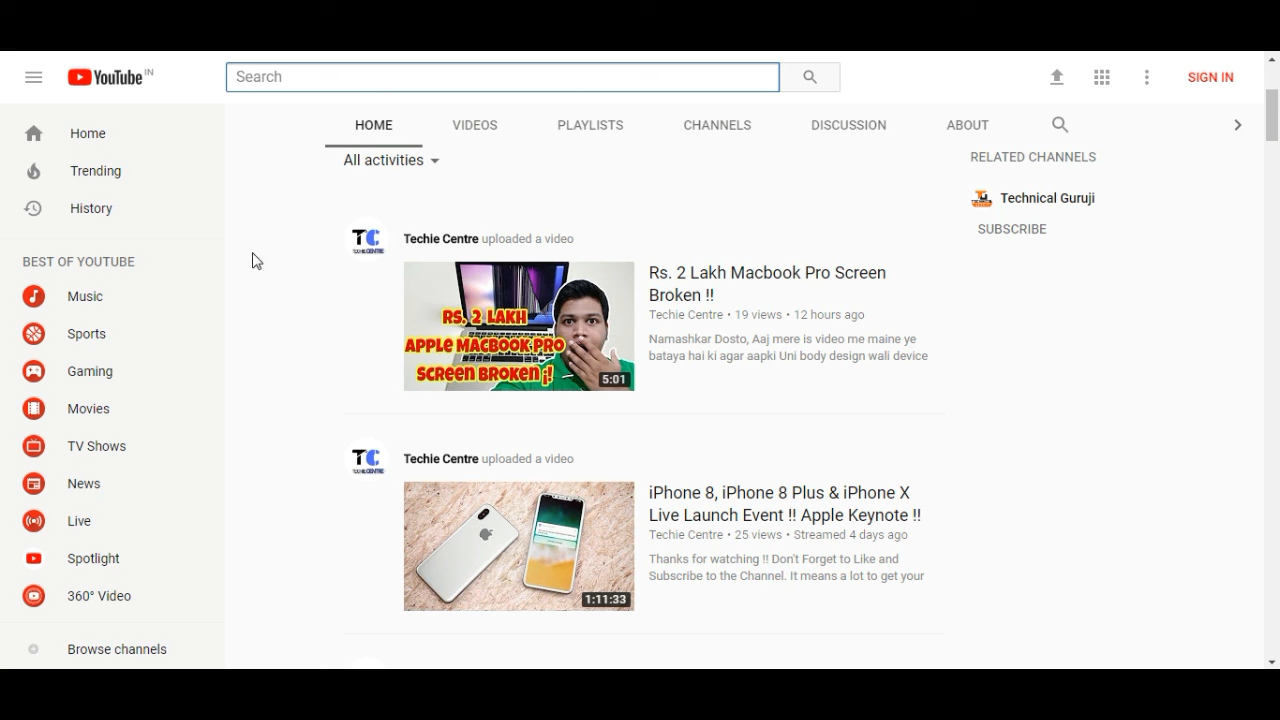 YouTube IN
Search
SIGN IN
Home
Trending
History
BEST OF YOUTUBE
Music
Sports
Gaming
Movies
TV Shows
News
Live
Spotlight
360° Video
Browse channels
HOME VIDEOS PLAYLISTS CHANNELS DISCUSSION ABOUT
All activities
TC
TECHIE CENTRE
Techie Centre uploaded a video
RS. 2 LAKH
APPLE MACBOOK PRO
SCREEN BROKEN ¡!
5:01
Rs. 2 Lakh Macbook Pro Screen
Broken !!
Techie Centre • 19 views • 12 hours ago
Namashkar Dosto, Aaj mere is video me maine ye
bataya hai ki agar aapki Uni body design wali device
TC
TECHIE CENTRE
Techie Centre uploaded a video
1:11:33
iPhone 8, iPhone 8 Plus & iPhone X
Live Launch Event !! Apple Keynote !!
Techie Centre • 25 views • Streamed 4 days ago
Thanks for watching !! Don't Forget to Like and
Subscribe to the Channel. It means a lot to get your
RELATED CHANNELS
Technical Guruji
SUBSCRIBE